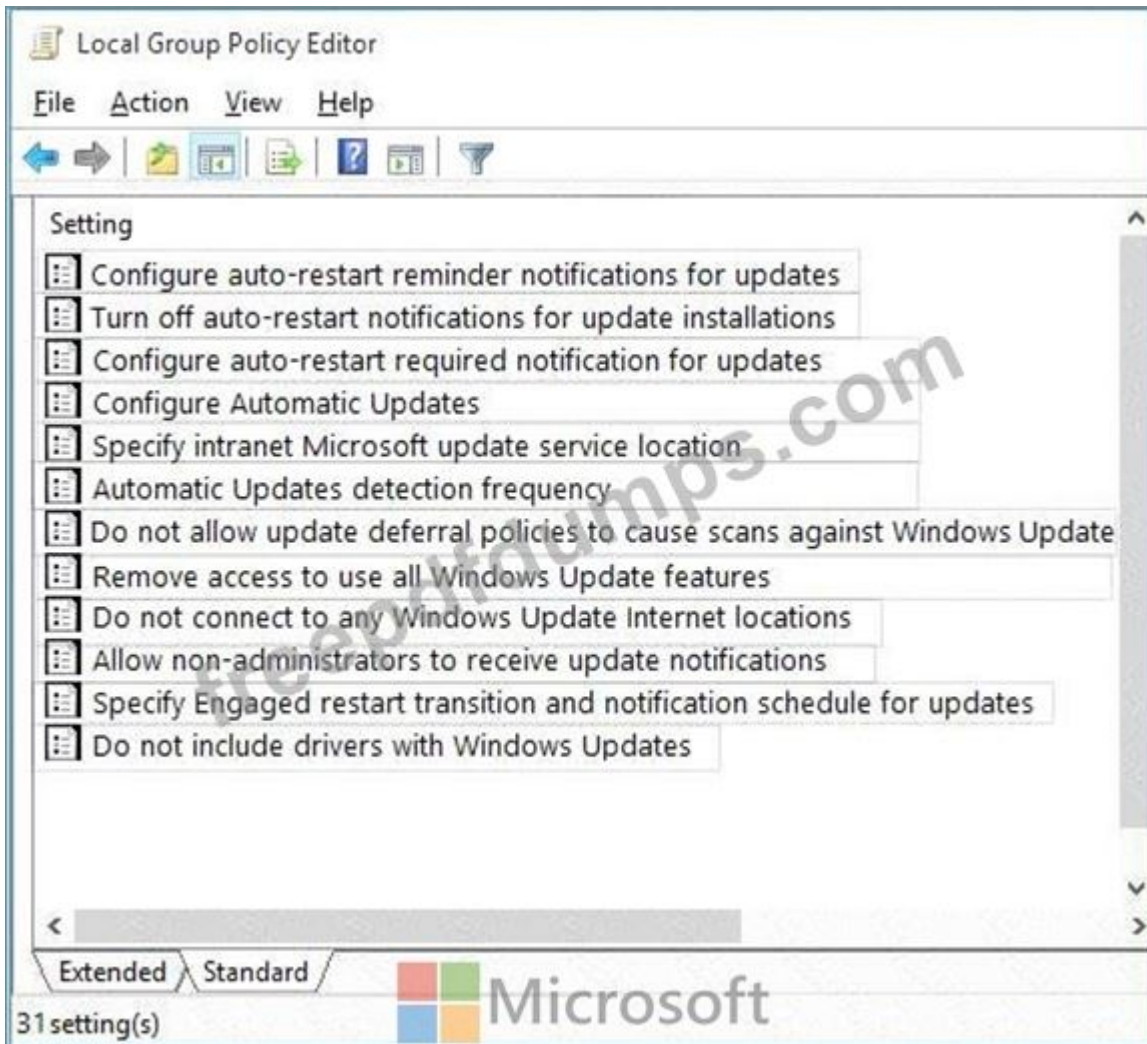 Local Group Policy Editor
File Action View Help
Setting
Configure auto-restart reminder notifications for updates
Turn off auto-restart notifications for update installations
Configure auto-restart required notification for updates
Configure Automatic Updates
Specify intranet Microsoft update service location
Automatic Updates detection frequency
Do not allow update deferral policies to cause scans against Windows Update
Remove access to use all Windows Update features
Do not connect to any Windows Update Internet locations
Allow non-administrators to receive update notifications
Specify Engaged restart transition and notification schedule for updates
Do not include drivers with Windows Updates
freepdfdumps.com
Extended Standard
Microsoft
31 setting(s)